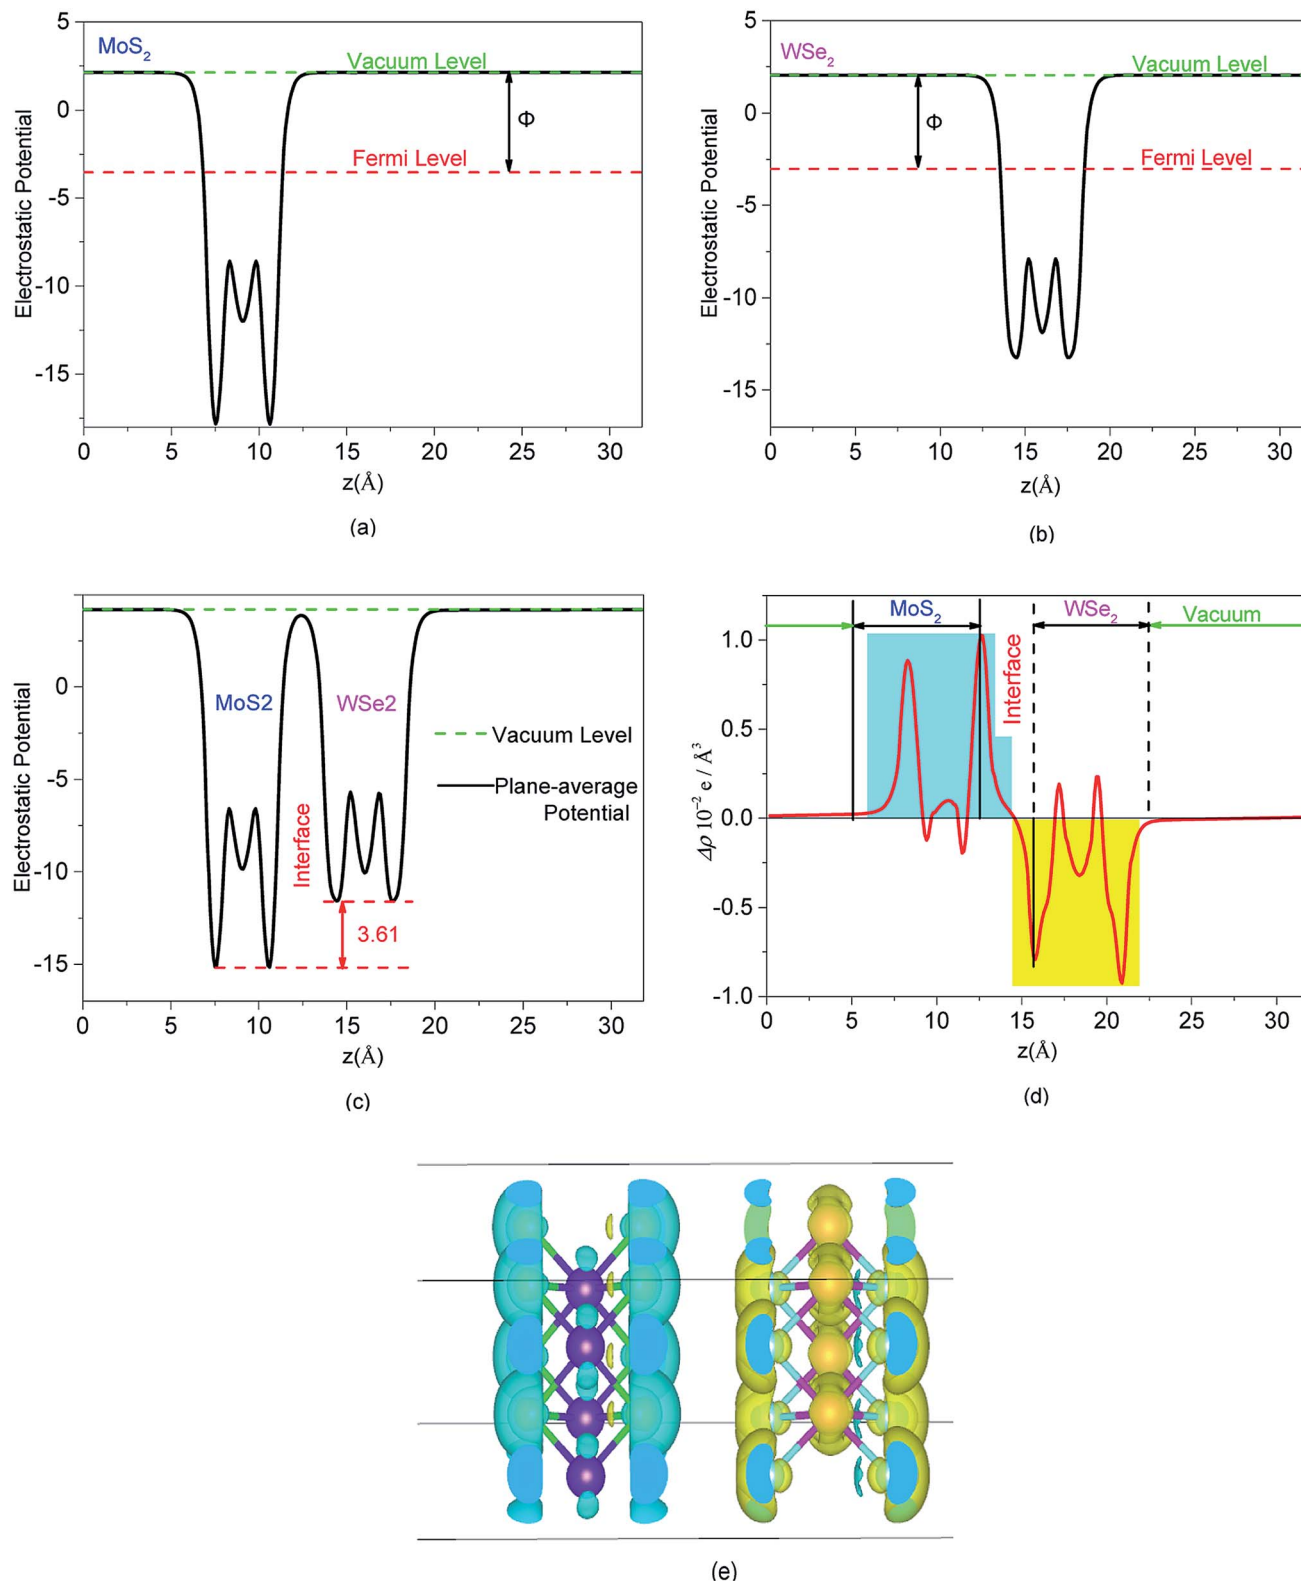 5
MoS2
Vacuum Level
0
Φ
Fermi Level
-5
-10
-15
Electrostatic Potential
0 5 10 15 20 25 30
z(Å)
(a)
5
WSe2
Vacuum Level
0
Φ
Fermi Level
-5
-10
-15
Electrostatic Potential
0 5 10 15 20 25 30
z(Å)
(b)
0
MoS2 WSe2
Vacuum Level
-5
Plane-average
Potential
Interface
-10
3.61
-15
Electrostatic Potential
0 5 10 15 20 25 30
z(Å)
(c)
MoS2 WSe2 Vacuum
1.0
Interface
0.5
0.0
-0.5
-1.0
Δρ 10⁻² e / Å³
0 5 10 15 20 25 30
z(Å)
(d)
(e)